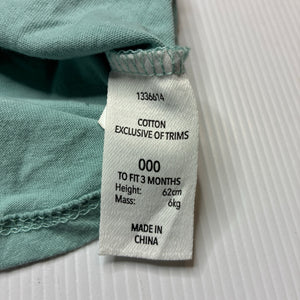 1336614
COTTON
EXCLUSIVE OF TRIMS
000
TO FIT 3 MONTHS
Height: 62cm
Mass: 6kg
MADE IN
CHINA